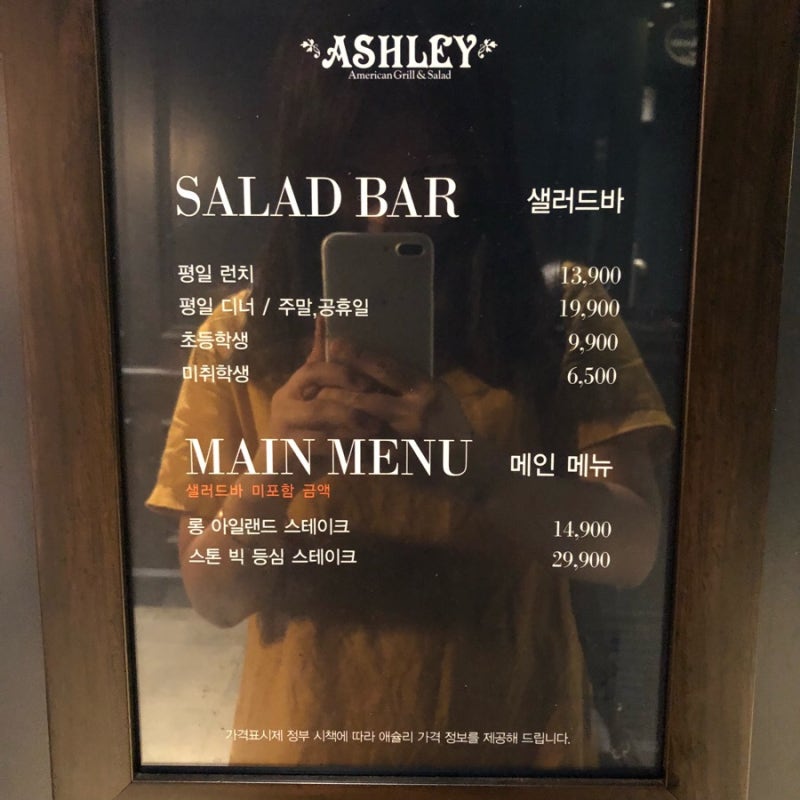 ASHLEY
American Grill & Salad
SALAD BAR 샐러드바
평일 런치 13,900
평일 디너 / 주말,공휴일 19,900
초등학생 9,900
미취학생 6,500
MAIN MENU 메인 메뉴
샐러드바 미포함 금액
롱 아일랜드 스테이크 14,900
스톤 빅 등심 스테이크 29,900
가격표시제 정부 시책에 따라 애슐리 가격 정보를 제공해 드립니다.